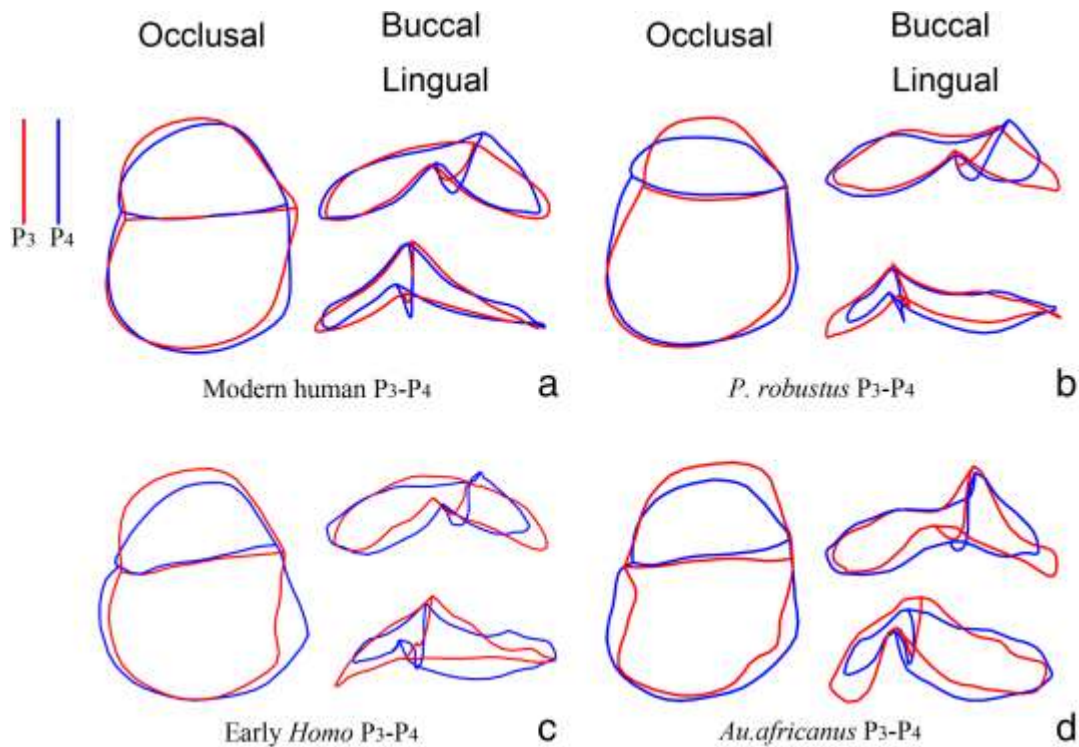 Occlusal
Buccal
Lingual
Occlusal
Buccal
Lingual
P3 P4
Modern human P3-P4
a
P. robustus P3-P4
b
Early Homo P3-P4
c
Au.africanus P3-P4
d